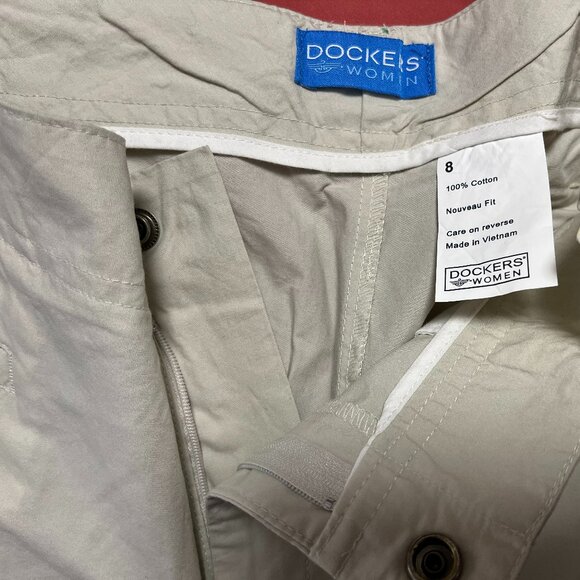 DOCKERS®
WOMEN
8
100% Cotton
Nouveau Fit
Care on reverse
Made in Vietnam
DOCKERS®
WOMEN